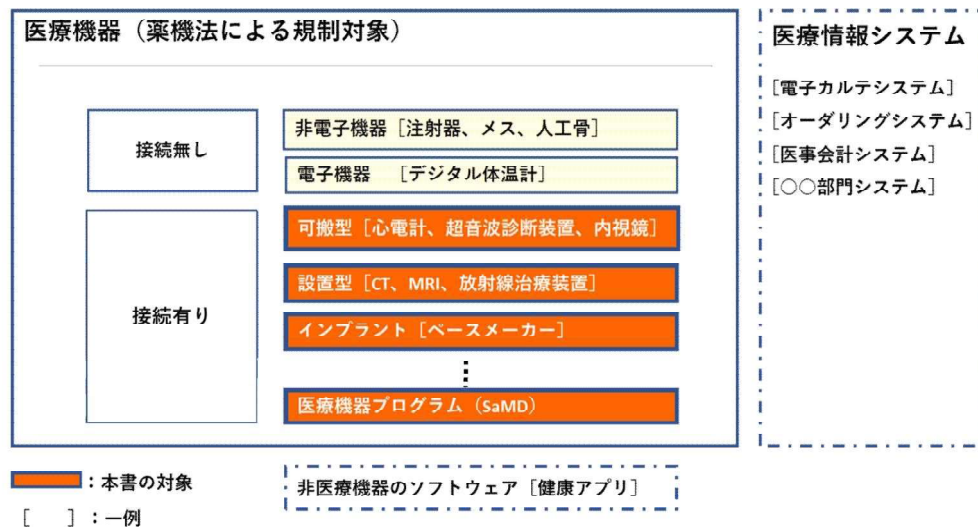 医療機器（薬機法による規制対象）
接続無し
非電子機器［注射器、メス、人工骨］
電子機器　［デジタル体温計］
接続有り
可搬型［心電計、超音波診断装置、内視鏡］
設置型［CT、MRI、放射線治療装置］
インプラント［ペースメーカー］
医療機器プログラム（SaMD）
医療情報システム
［電子カルテシステム］
［オーダリングシステム］
［医事会計システム］
［○○部門システム］
：本書の対象
［　　］：一例
非医療機器のソフトウェア［健康アプリ］